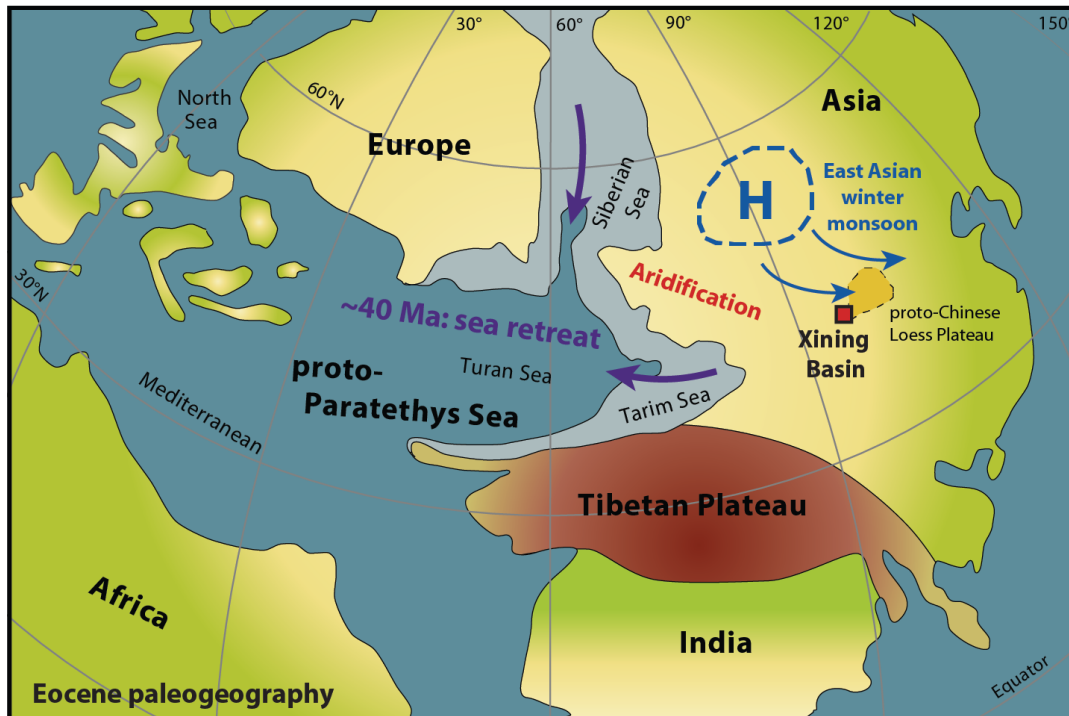 30°
60°
90°
120°
150°
60°N
North
Sea
Europe
Asia
Siberian
Sea
H
East Asian
winter
monsoon
30°N
Aridification
~40 Ma: sea retreat
proto-Chinese
Loess Plateau
Xining
Basin
proto-
Paratethys Sea
Turan Sea
Mediterranean
Tarim Sea
Tibetan Plateau
Africa
India
Equator
Eocene paleogeography